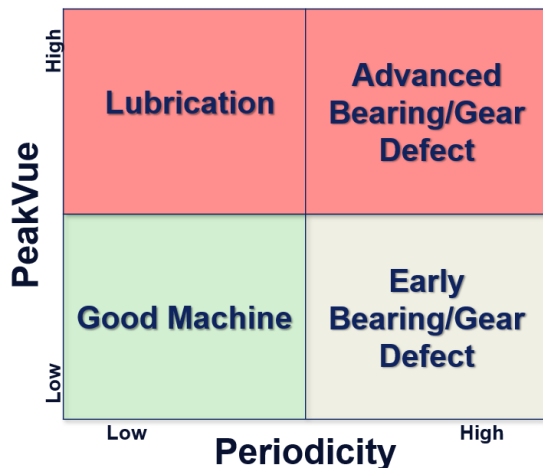 High
PeakVue
Low
Lubrication
Advanced
Bearing/Gear
Defect
Good Machine
Early
Bearing/Gear
Defect
Low
High
Periodicity